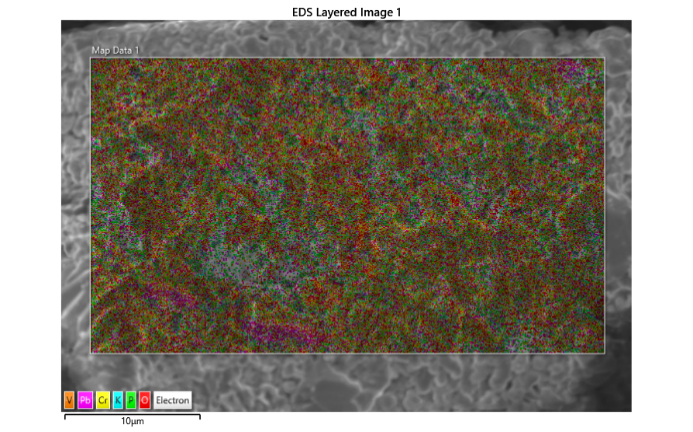 EDS Layered Image 1
Map Data 1
V Pb Cr K P O Electron
10μm